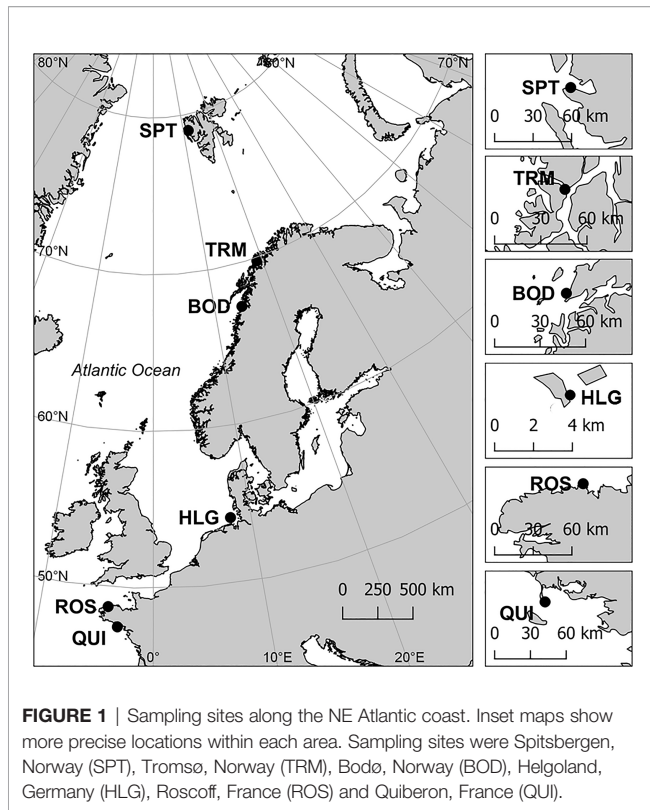 80°N 80°N 70°N
SPT
TRM
70°N
BOD
Atlantic Ocean
60°N
HLG
50°N
0 250 500 km
ROS
QUI
0° 10°E 20°E
SPT
0 30 60 km
TRM
0 30 60 km
BOD
0 30 60 km
HLG
0 2 4 km
ROS
0 30 60 km
QUI
0 30 60 km
FIGURE 1 | Sampling sites along the NE Atlantic coast. Inset maps show
more precise locations within each area. Sampling sites were Spitsbergen,
Norway (SPT), Tromsø, Norway (TRM), Bodø, Norway (BOD), Helgoland,
Germany (HLG), Roscoff, France (ROS) and Quiberon, France (QUI).